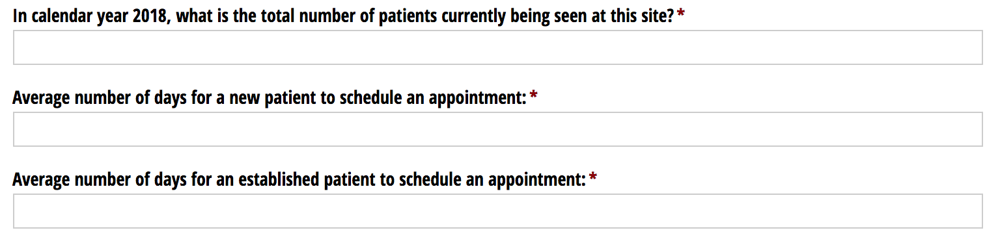 In calendar year 2018, what is the total number of patients currently being seen at this site? *
Average number of days for a new patient to schedule an appointment: *
Average number of days for an established patient to schedule an appointment: *